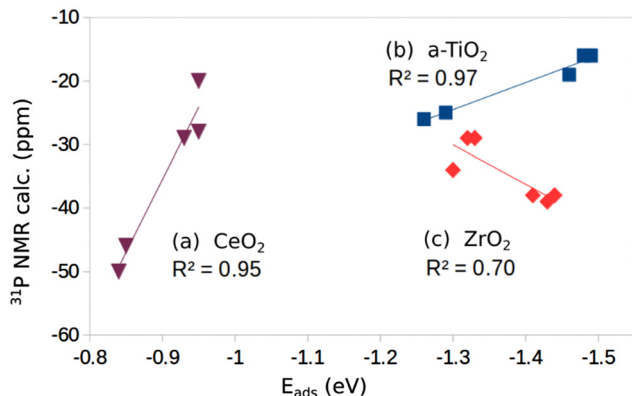 -10
-20
-30
-40
-50
-60
³¹P NMR calc. (ppm)
(b) a-TiO₂
R² = 0.97
(a) CeO₂
R² = 0.95
(c) ZrO₂
R² = 0.70
-0.8 -0.9 -1 -1.1 -1.2 -1.3 -1.4 -1.5
E_ads (eV)